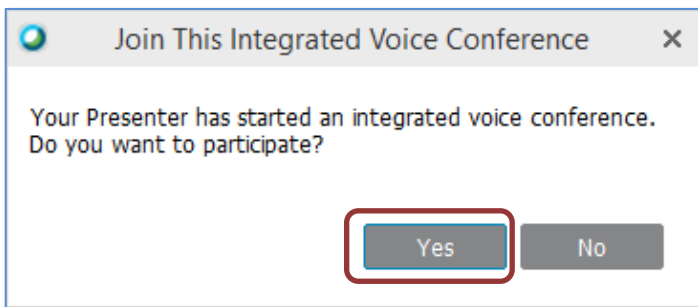 Join This Integrated Voice Conference
Your Presenter has started an integrated voice conference.
Do you want to participate?
Yes No